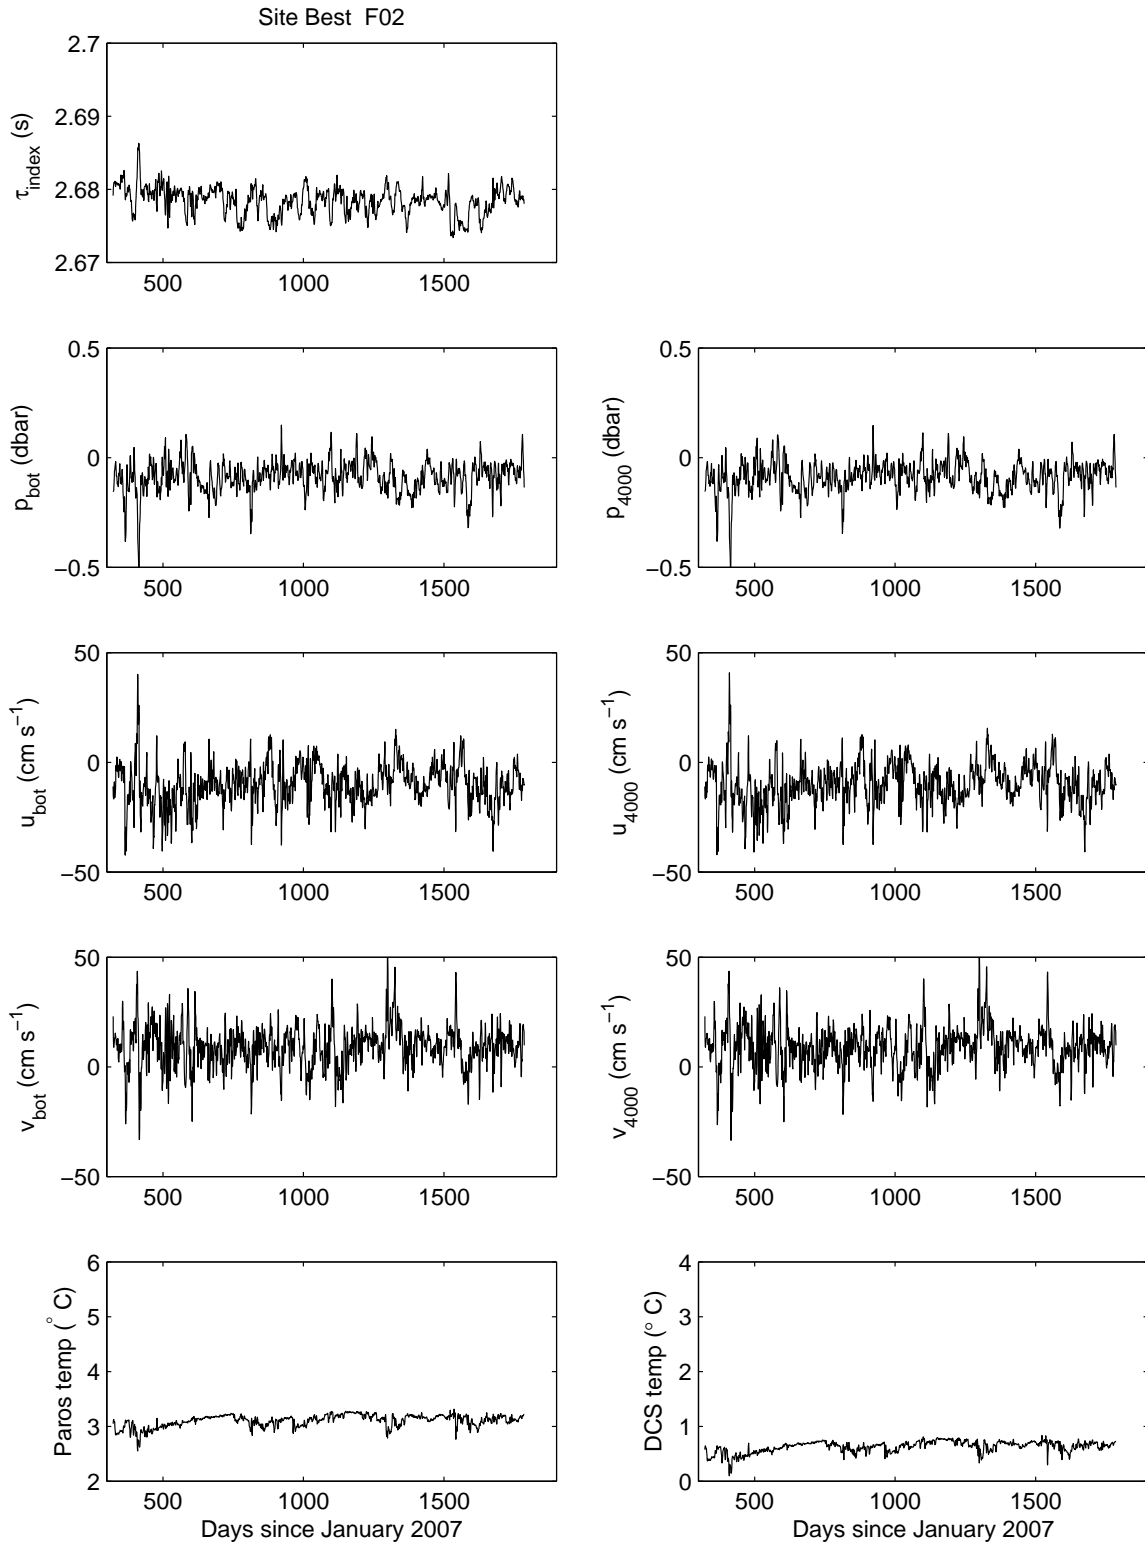 Site Best F02
2.7
2.69
2.68
2.67
τindex (s)
500 1000 1500
0.5
0
−0.5
pbot (dbar)
500 1000 1500
0.5
0
−0.5
p4000 (dbar)
500 1000 1500
50
0
−50
ubot (cm s−1)
500 1000 1500
50
0
−50
u4000 (cm s−1)
500 1000 1500
50
0
−50
vbot (cm s−1)
500 1000 1500
50
0
−50
v4000 (cm s−1)
500 1000 1500
6
5
4
3
2
Paros temp (° C)
500 1000 1500
Days since January 2007
4
3
2
1
0
DCS temp (° C)
500 1000 1500
Days since January 2007